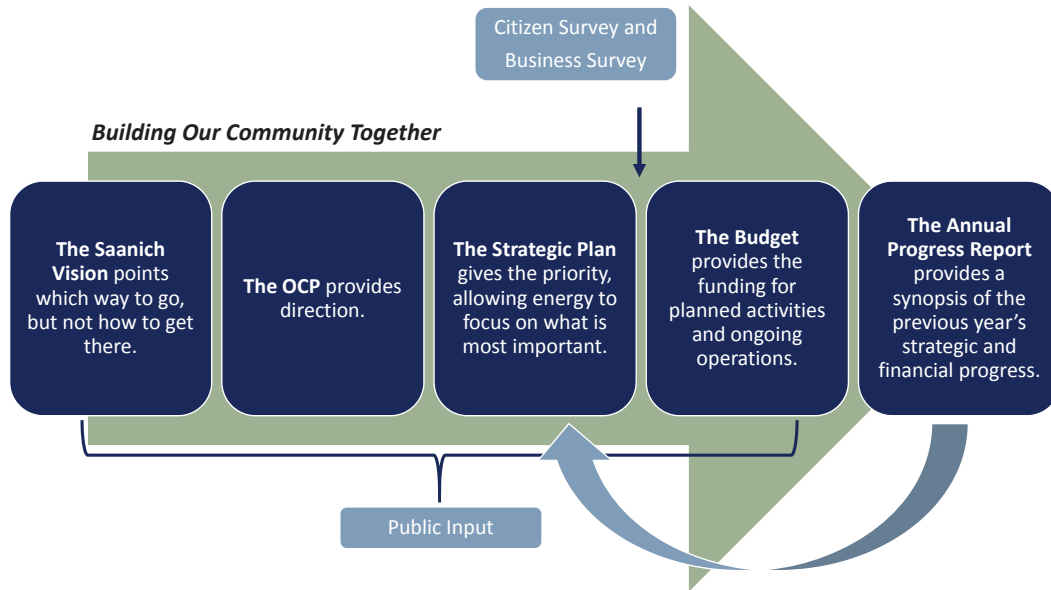 Citizen Survey and
Business Survey
Building Our Community Together
The Saanich
Vision points
which way to go,
but not how to get
there.
The OCP provides
direction.
The Strategic Plan
gives the priority,
allowing energy to
focus on what is
most important.
The Budget
provides the
funding for
planned activities
and ongoing
operations.
The Annual
Progress Report
provides a
synopsis of the
previous year’s
strategic and
financial progress.
Public Input